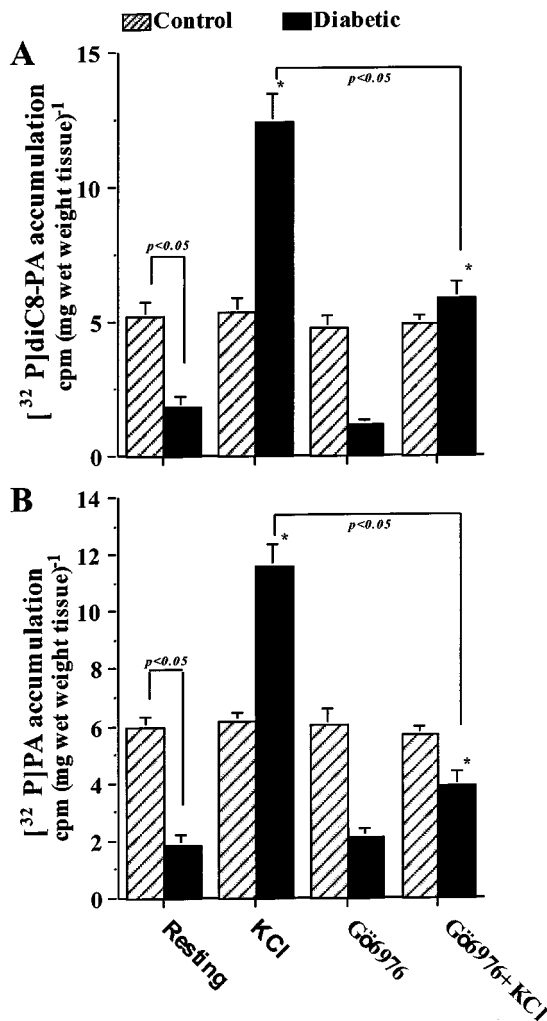 Control Diabetic
A
[³² P]diC8-PA accumulation
cpm (mg wet weight tissue)⁻¹
15
10
5
0
p<0.05
*
p<0.05
*
B
[³² P]PA accumulation
cpm (mg wet weight tissue)⁻¹
14
12
10
8
6
4
2
0
p<0.05
*
p<0.05
*
Resting
KCl
Gö6976
Gö6976+KCl